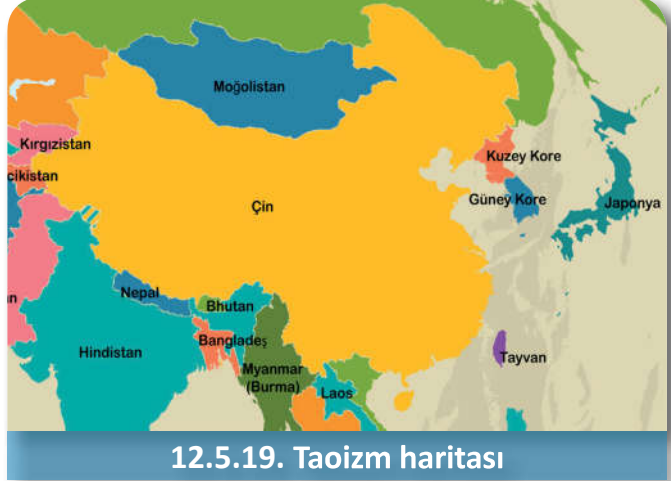 Moğolistan
Kırgızistan
Kuzey Kore
cikistan
Güney Kore
Japonya
Çin
Nepal
n
Bhutan
Bangladeş
Hindistan
Tayvan
Myanmar
(Burma)
Laos
12.5.19. Taoizm haritası